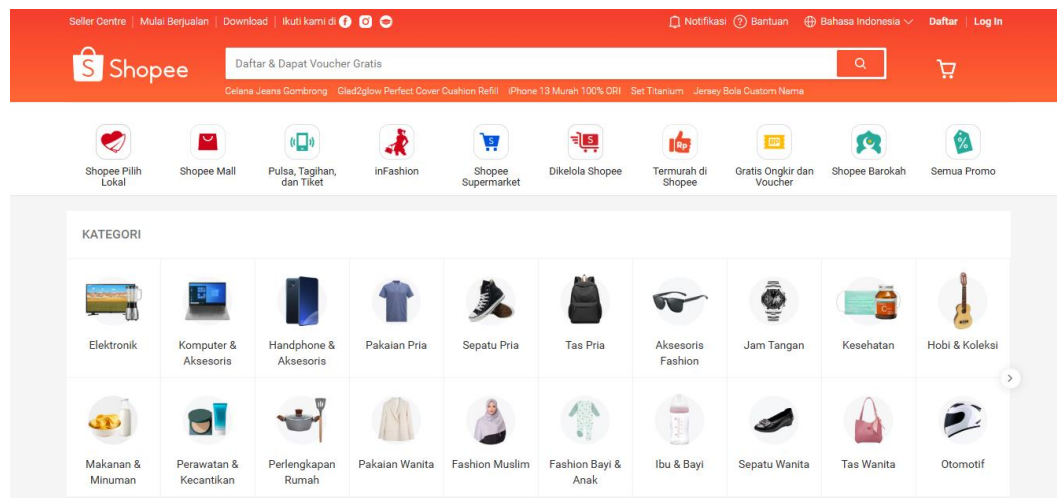 Seller Centre | Mulai Berjualan | Download | Ikuti kami di
Notifikasi Bantuan Bahasa Indonesia Daftar | Log In
Shopee
Daftar & Dapat Voucher Gratis
Celana Jeans Gombrong Glad2glow Perfect Cover Cushion Refill iPhone 13 Murah 100% ORI Set Titanium Jersey Bola Custom Nama
Shopee Pilih Lokal
Shopee Mall
Pulsa, Tagihan, dan Tiket
inFashion
Shopee Supermarket
Dikelola Shopee
Termurah di Shopee
Gratis Ongkir dan Voucher
Shopee Barokah
Semua Promo
KATEGORI
Elektronik
Komputer & Aksesoris
Handphone & Aksesoris
Pakaian Pria
Sepatu Pria
Tas Pria
Aksesoris Fashion
Jam Tangan
Kesehatan
Hobi & Koleksi
Makanan & Minuman
Perawatan & Kecantikan
Perlengkapan Rumah
Pakaian Wanita
Fashion Muslim
Fashion Bayi & Anak
Ibu & Bayi
Sepatu Wanita
Tas Wanita
Otomotif